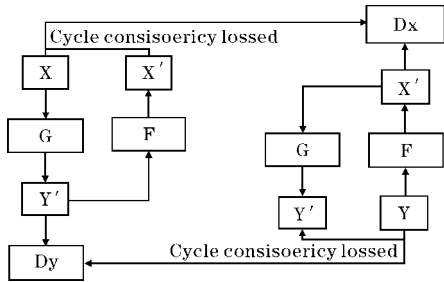 Dx
Cycle consisoericy lossed
X
X′
X′
G
F
G
F
Y′
Y′
Y
Cycle consisoericy lossed
Dy